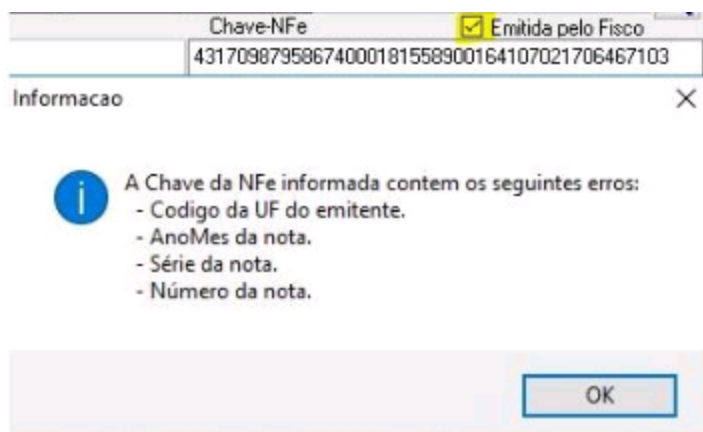 Chave-NFe Emitida pelo Fisco
43170987958674000181558900164107021706467103
Informacao
A Chave da NFe informada contem os seguintes erros:
- Codigo da UF do emitente.
- AnoMes da nota.
- Série da nota.
- Número da nota.
OK